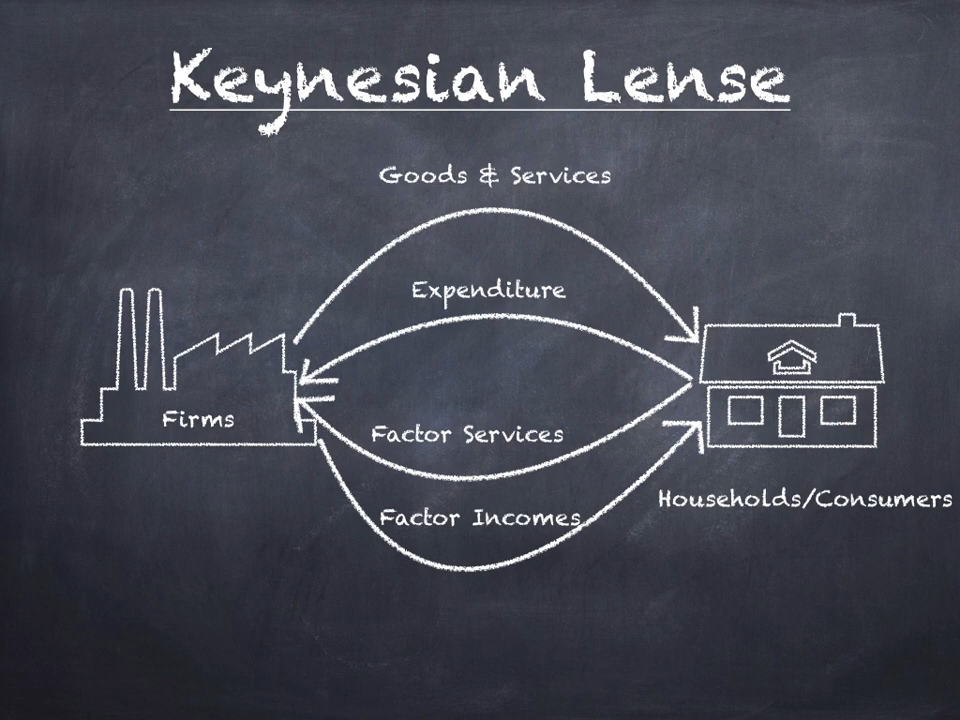 Keynesian Lense
Goods & Services
Expenditure
Firms
Factor Services
Households/Consumers
Factor Incomes